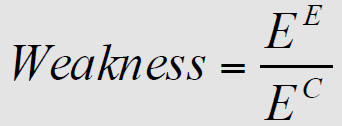 Weakness = E^E / E^C